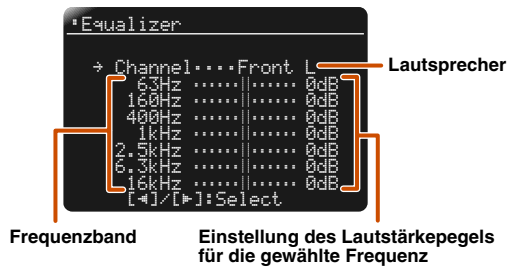 Equalizer
→ Channel····Front L
Lautsprecher
63Hz ······||······ 0dB
160Hz ······||······ 0dB
400Hz ······||······ 0dB
1kHz ······||······ 0dB
2.5kHz ······||······ 0dB
6.3kHz ······||······ 0dB
16kHz ······||······ 0dB
[◄]/[►]:Select
Frequenzband
Einstellung des Lautstärkepegels
für die gewählte Frequenz